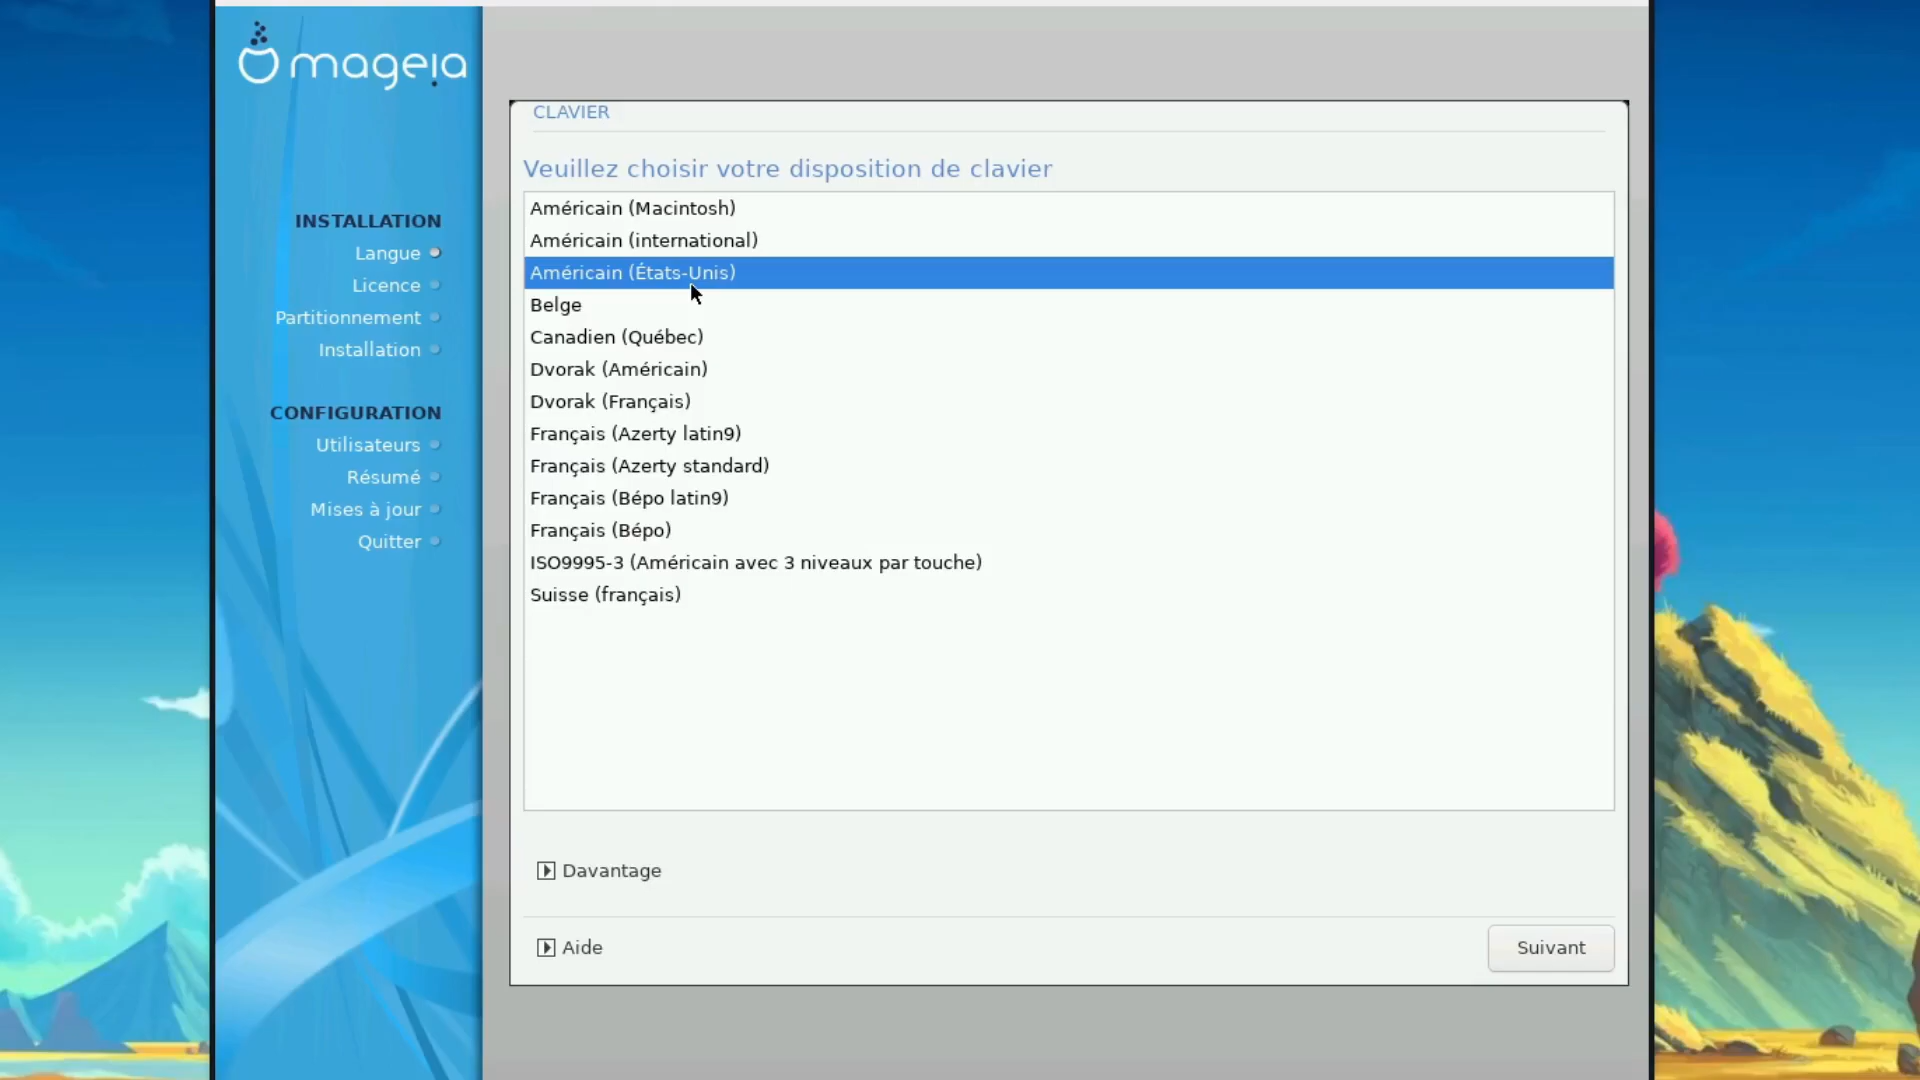 mageia
INSTALLATION
Langue
Licence
Partitionnement
Installation
CONFIGURATION
Utilisateurs
Résumé
Mises à jour
Quitter
CLAVIER
Veuillez choisir votre disposition de clavier
Américain (Macintosh)
Américain (international)
Américain (États-Unis)
Belge
Canadien (Québec)
Dvorak (Américain)
Dvorak (Français)
Français (Azerty latin9)
Français (Azerty standard)
Français (Bépo latin9)
Français (Bépo)
ISO9995-3 (Américain avec 3 niveaux par touche)
Suisse (français)
Davantage
Aide
Suivant